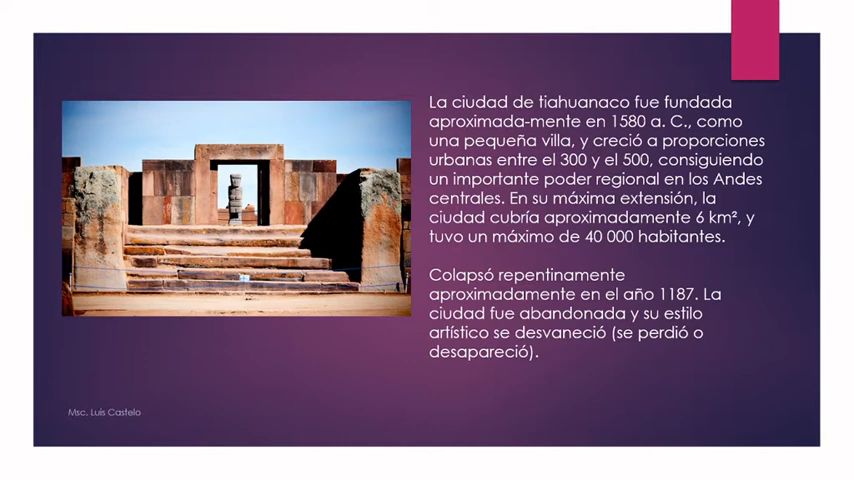 La ciudad de tiahuanaco fue fundada
aproximada-mente en 1580 a. C., como
una pequeña villa, y creció a proporciones
urbanas entre el 300 y el 500, consiguiendo
un importante poder regional en los Andes
centrales. En su máxima extensión, la
ciudad cubría aproximadamente 6 km², y
tuvo un máximo de 40 000 habitantes.
Colapsó repentinamente
aproximadamente en el año 1187. La
ciudad fue abandonada y su estilo
artístico se desvaneció (se perdió o
desapareció).
Msc. Luis Castelo